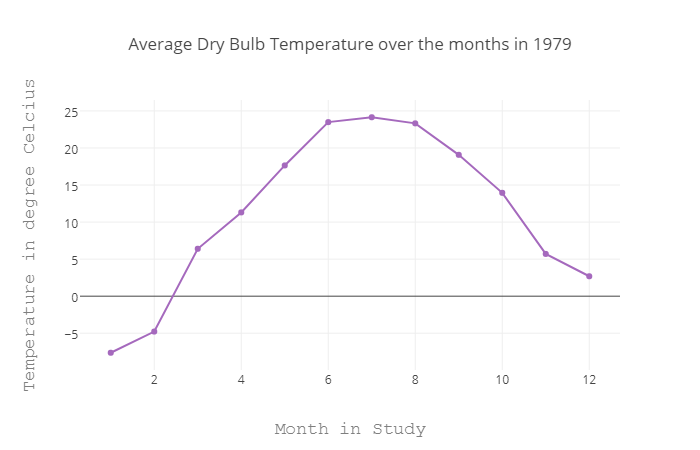 Average Dry Bulb Temperature over the months in 1979
Temperature in degree Celcius
25
20
15
10
5
0
−5
2 4 6 8 10 12
Month in Study